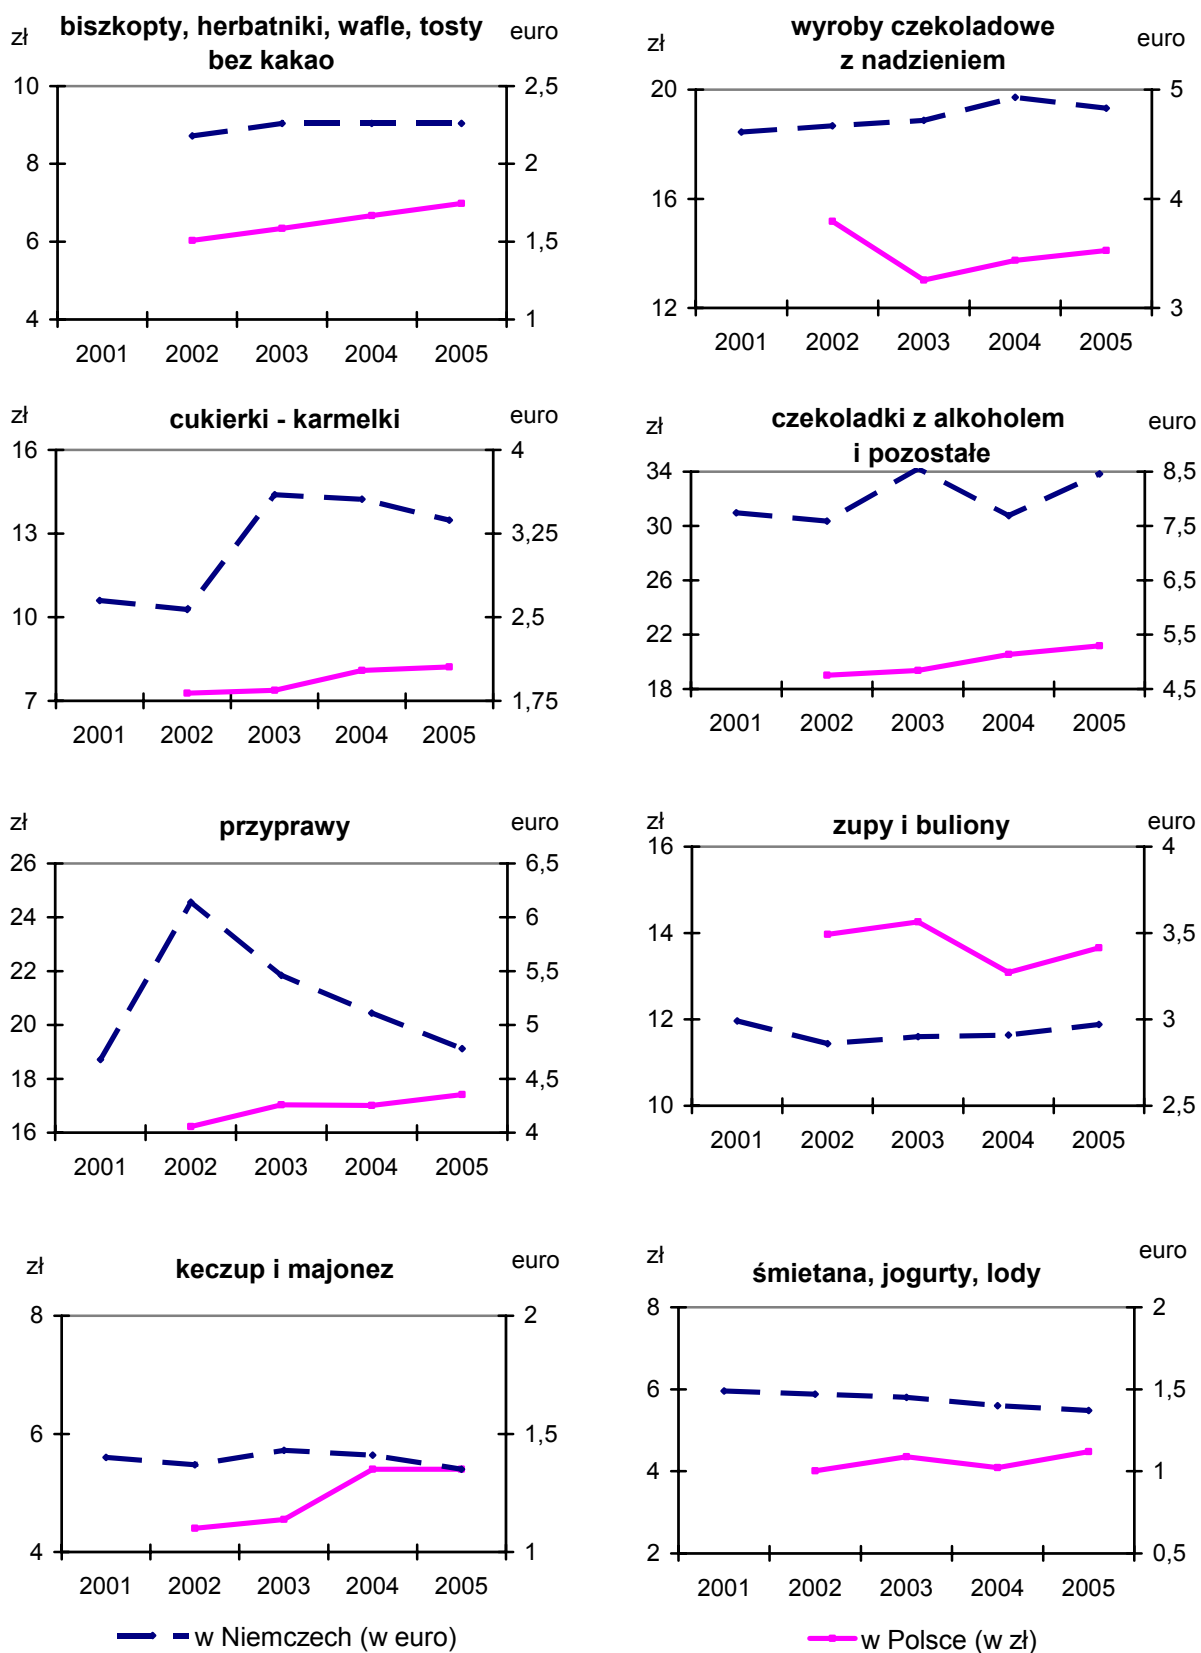 zł
biszkopty, herbatniki, wafle, tosty
bez kakao
euro
10
8
6
4
2,5
2
1,5
1
2001 2002 2003 2004 2005
zł
wyroby czekoladowe
z nadzieniem
euro
20
16
12
5
4
3
2001 2002 2003 2004 2005
zł
cukierki - karmelki
euro
16
13
10
7
4
3,25
2,5
1,75
2001 2002 2003 2004 2005
zł
czekoladki z alkoholem
i pozostałe
euro
34
30
26
22
18
8,5
7,5
6,5
5,5
4,5
2001 2002 2003 2004 2005
zł
przyprawy
euro
26
24
22
20
18
16
6,5
6
5,5
5
4,5
4
2001 2002 2003 2004 2005
zł
zupy i buliony
euro
16
14
12
10
4
3,5
3
2,5
2001 2002 2003 2004 2005
zł
keczup i majonez
euro
8
6
4
2
1,5
1
2001 2002 2003 2004 2005
zł
śmietana, jogurty, lody
euro
8
6
4
2
2
1,5
1
0,5
2001 2002 2003 2004 2005
w Niemczech (w euro)
w Polsce (w zł)